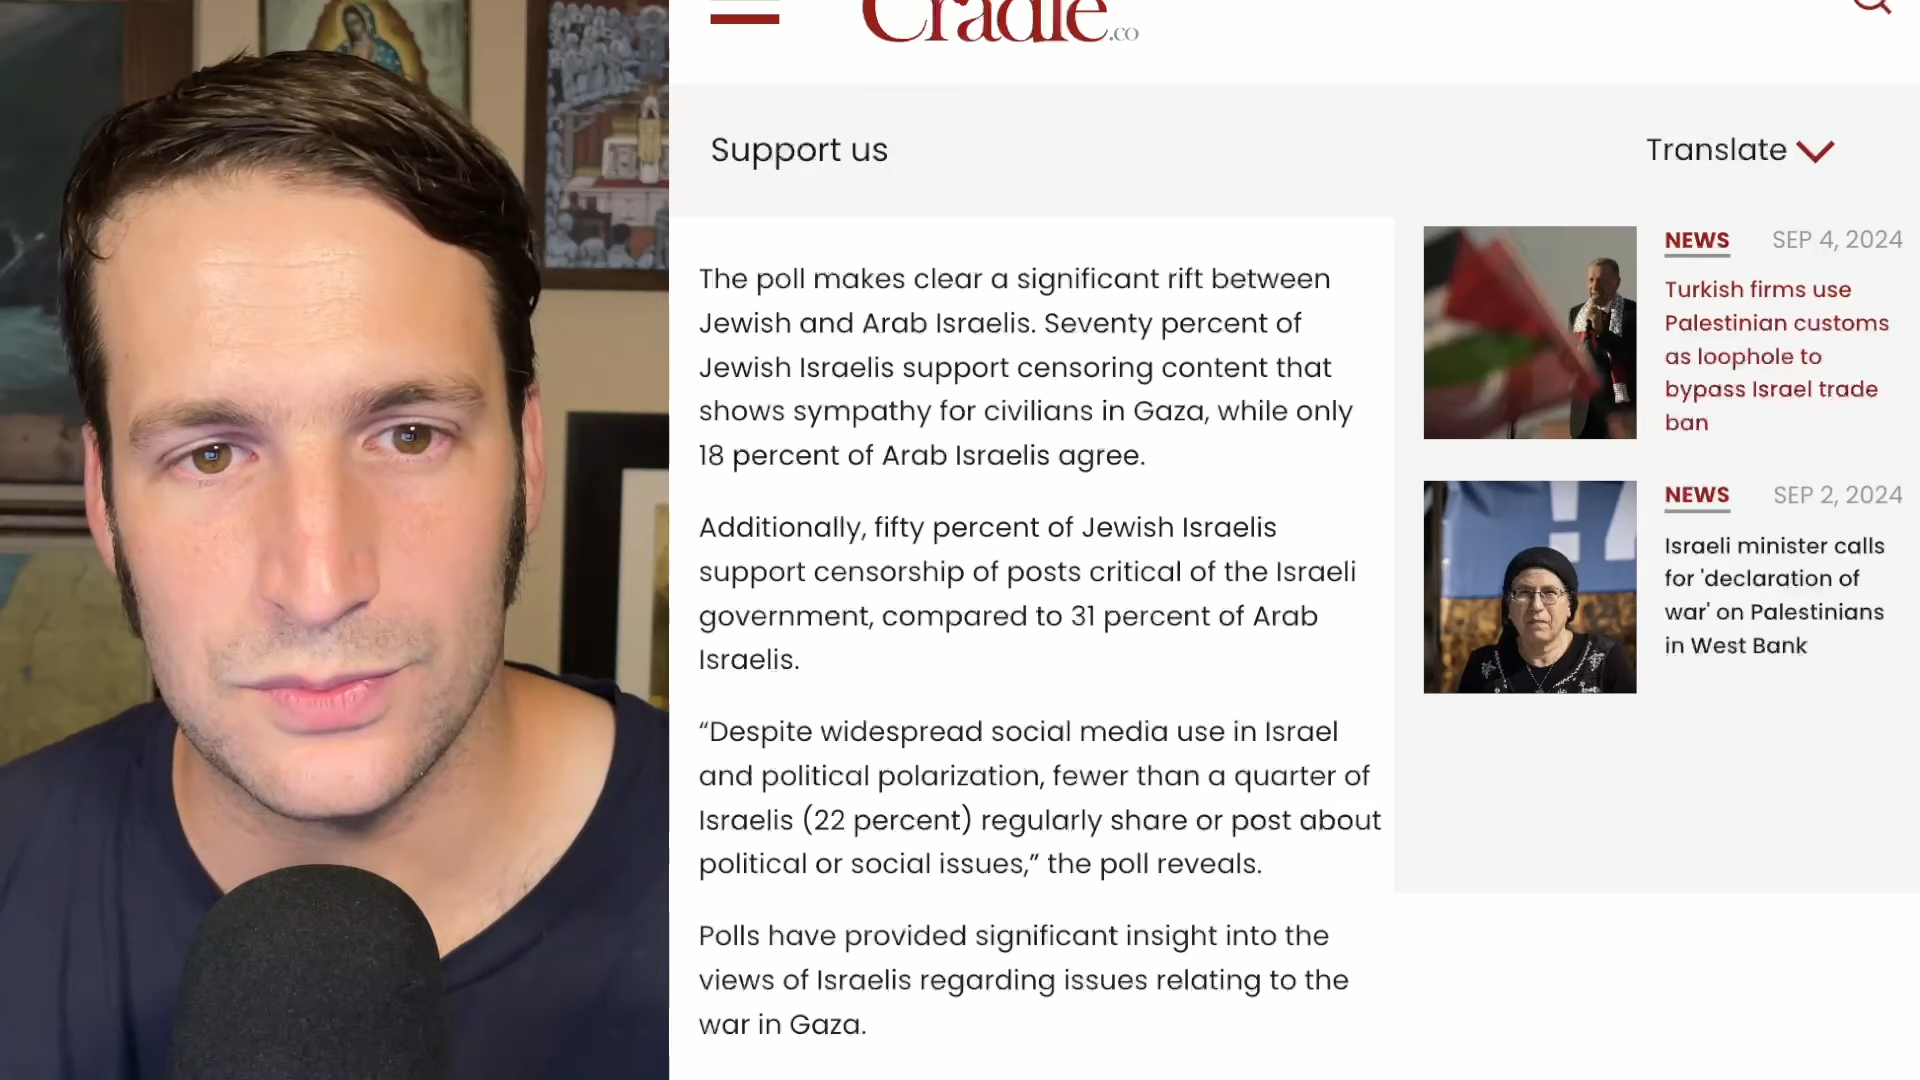 Cradle.co
Support us
Translate
The poll makes clear a significant rift between
Jewish and Arab Israelis. Seventy percent of
Jewish Israelis support censoring content that
shows sympathy for civilians in Gaza, while only
18 percent of Arab Israelis agree.
Additionally, fifty percent of Jewish Israelis
support censorship of posts critical of the Israeli
government, compared to 31 percent of Arab
Israelis.
“Despite widespread social media use in Israel
and political polarization, fewer than a quarter of
Israelis (22 percent) regularly share or post about
political or social issues,” the poll reveals.
Polls have provided significant insight into the
views of Israelis regarding issues relating to the
war in Gaza.
NEWS SEP 4, 2024
Turkish firms use
Palestinian customs
as loophole to
bypass Israel trade
ban
NEWS SEP 2, 2024
Israeli minister calls
for 'declaration of
war' on Palestinians
in West Bank